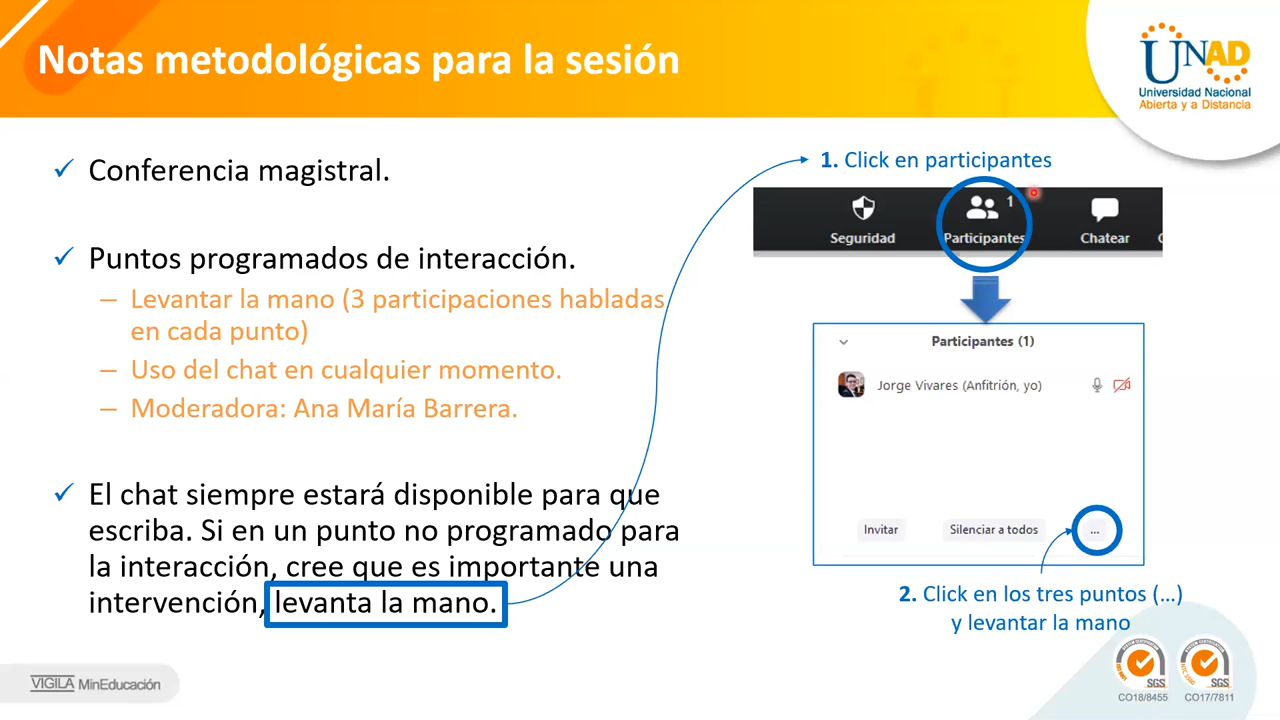 Notas metodológicas para la sesión
UNAD
Universidad Nacional
Abierta y a Distancia
✓ Conferencia magistral.
✓ Puntos programados de interacción.
– Levantar la mano (3 participaciones habladas
en cada punto)
– Uso del chat en cualquier momento.
– Moderadora: Ana María Barrera.
✓ El chat siempre estará disponible para que
escriba. Si en un punto no programado para
la interacción, cree que es importante una
intervención, levanta la mano.
1. Click en participantes
Seguridad
1
Participantes
Chatear
Participantes (1)
Jorge Vivares (Anfitrión, yo)
Invitar
Silenciar a todos
...
2. Click en los tres puntos (...)
y levantar la mano
VIGILA MinEducación
SGS
CO18/8455
SGS
CO17/7811